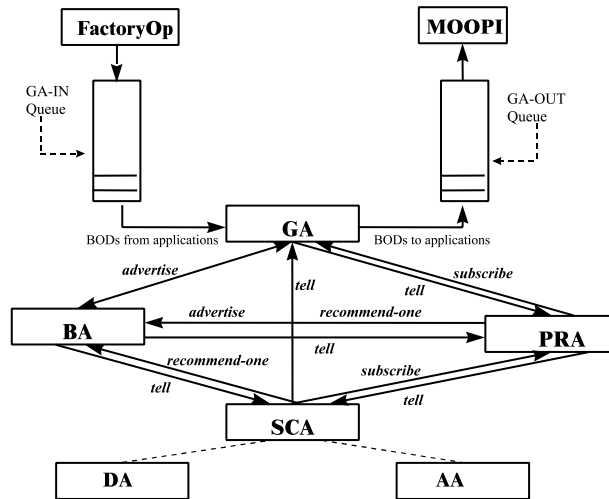 FactoryOp
MOOPI
GA-IN
Queue
GA-OUT
Queue
GA
BODs from applications
BODs to applications
advertise
subscribe
tell
tell
advertise
recommend-one
BA
PRA
tell
recommend-one
subscribe
tell
tell
SCA
DA
AA